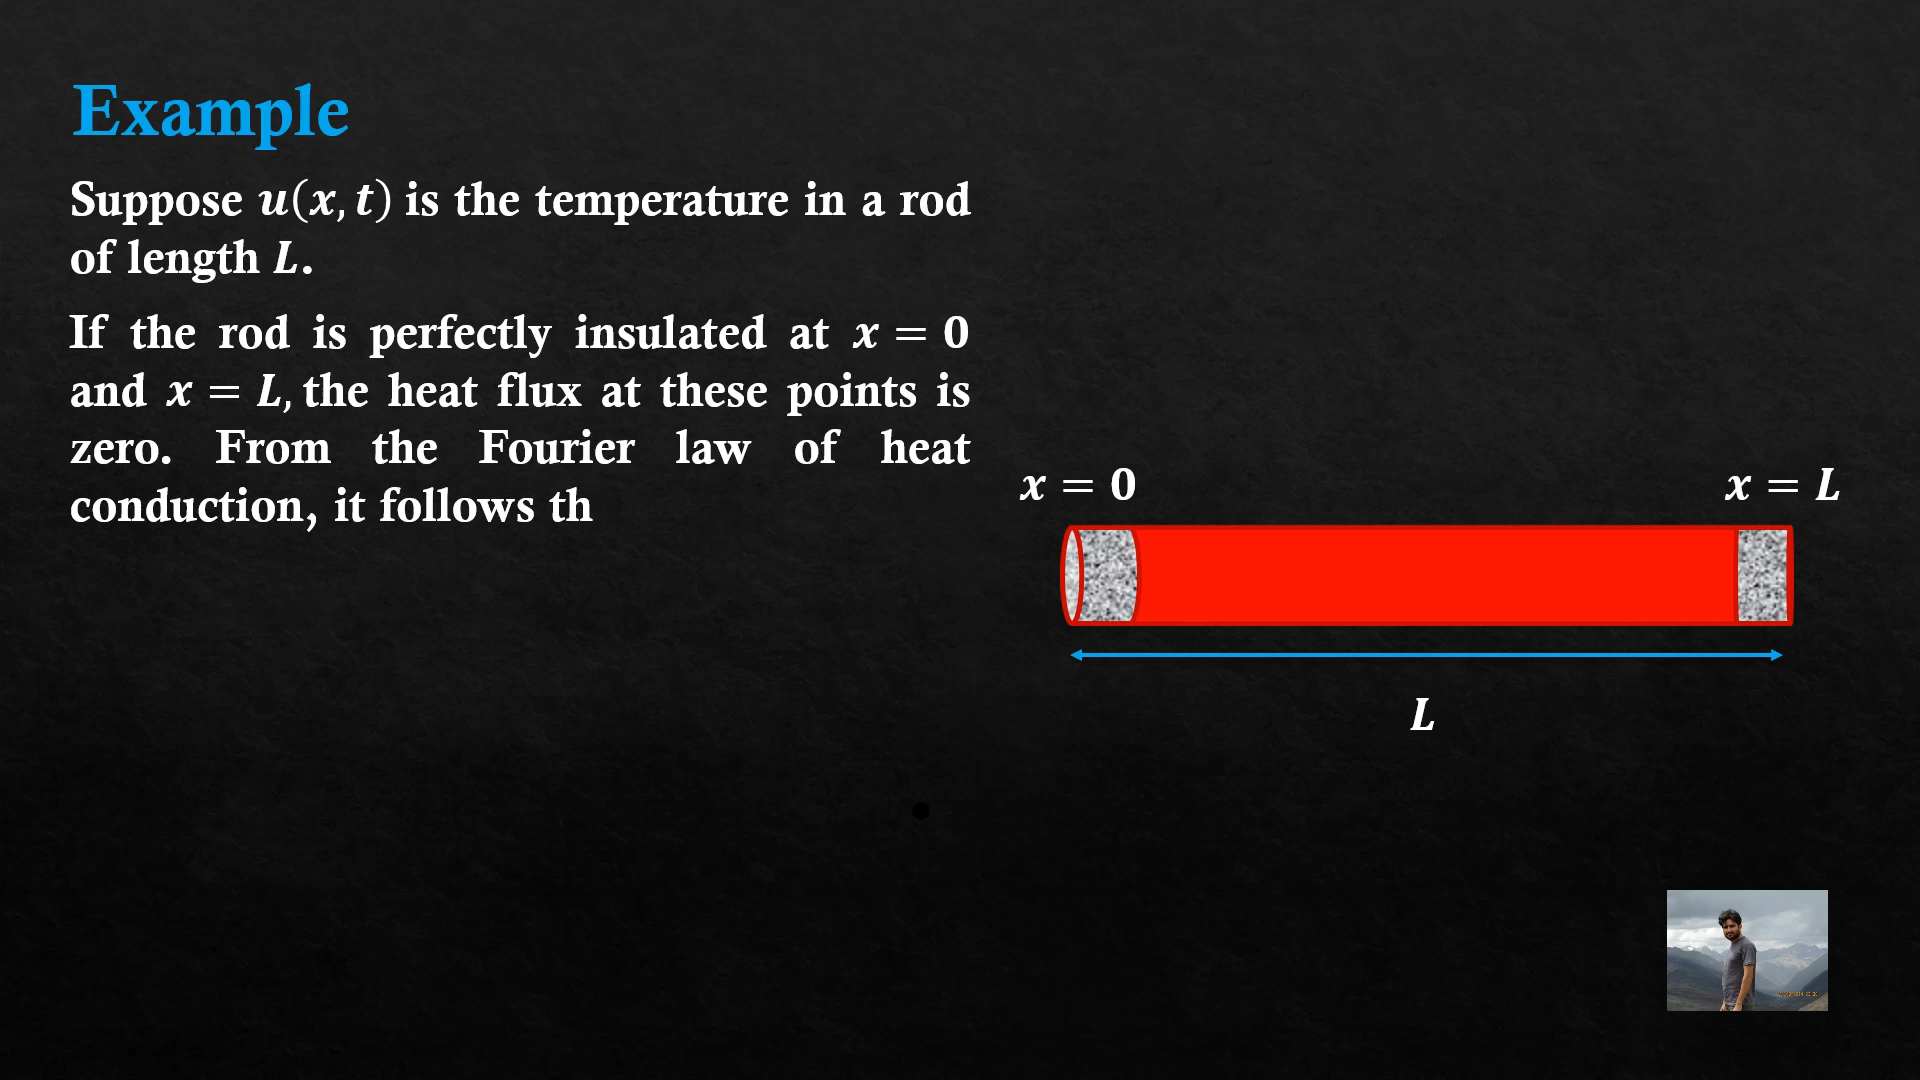 Example
Suppose u(x, t) is the temperature in a rod
of length L.
If the rod is perfectly insulated at x = 0
and x = L, the heat flux at these points is
zero. From the Fourier law of heat
conduction, it follows th
x = 0
x = L
L